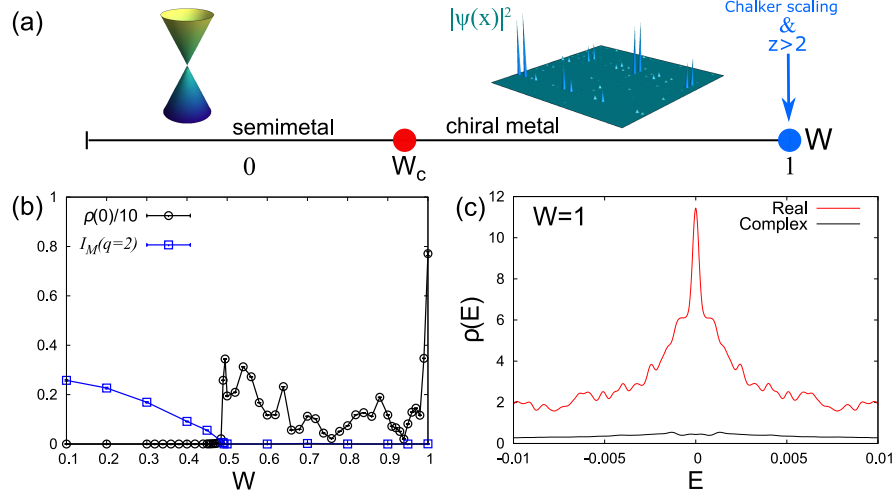 (a)
|ψ(x)|²
Chalker scaling
&
z>2
semimetal
chiral metal
W
0
W_c
1
(b)
ρ(0)/10
I_M(q=2)
1
0.8
0.6
0.4
0.2
0
0.1 0.2 0.3 0.4 0.5 0.6 0.7 0.8 0.9 1
W
(c)
W=1
Real
Complex
12
10
8
6
4
2
0
ρ(E)
-0.01 -0.005 0 0.005 0.01
E